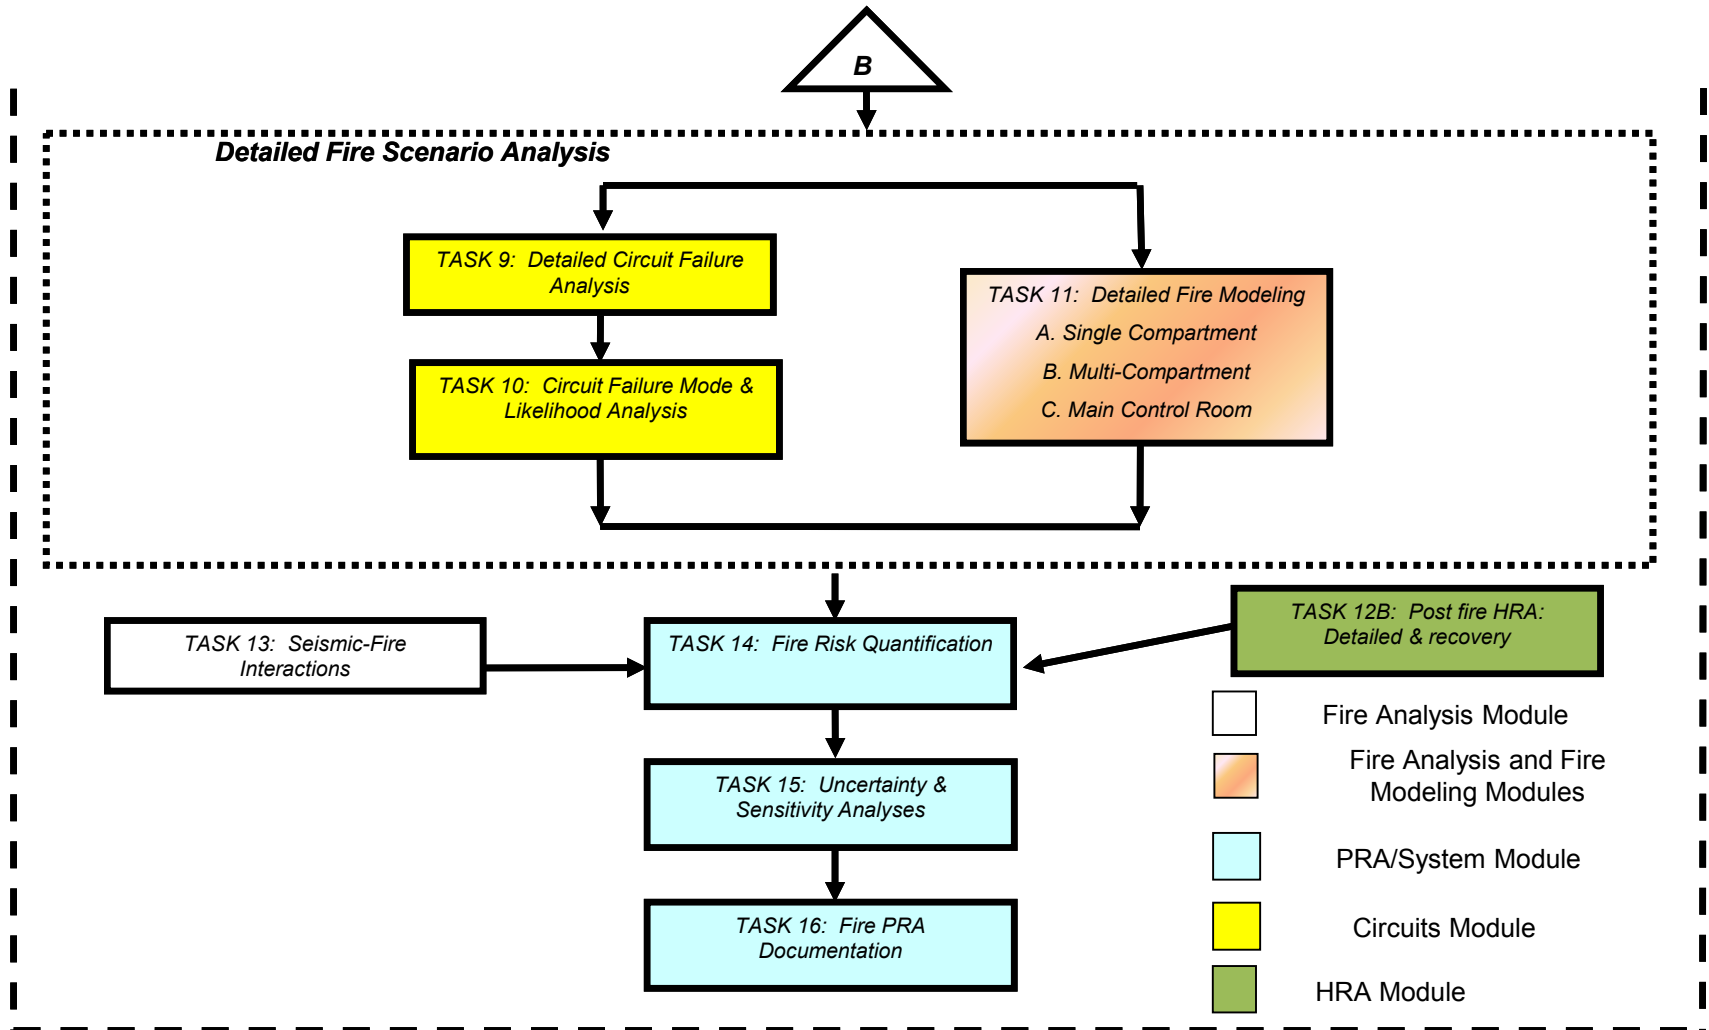 B
Detailed Fire Scenario Analysis
TASK 9: Detailed Circuit Failure
Analysis
TASK 11: Detailed Fire Modeling
A. Single Compartment
B. Multi-Compartment
C. Main Control Room
TASK 10: Circuit Failure Mode &
Likelihood Analysis
TASK 13: Seismic-Fire
Interactions
TASK 14: Fire Risk Quantification
TASK 12B: Post fire HRA:
Detailed & recovery
TASK 15: Uncertainty &
Sensitivity Analyses
TASK 16: Fire PRA
Documentation
Fire Analysis Module
Fire Analysis and Fire
Modeling Modules
PRA/System Module
Circuits Module
HRA Module